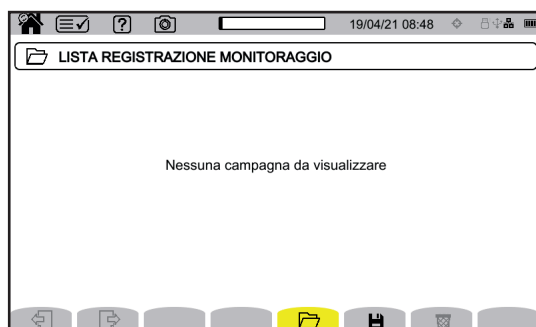 19/04/21 08:48
LISTA REGISTRAZIONE MONITORAGGIO
Nessuna campagna da visualizzare